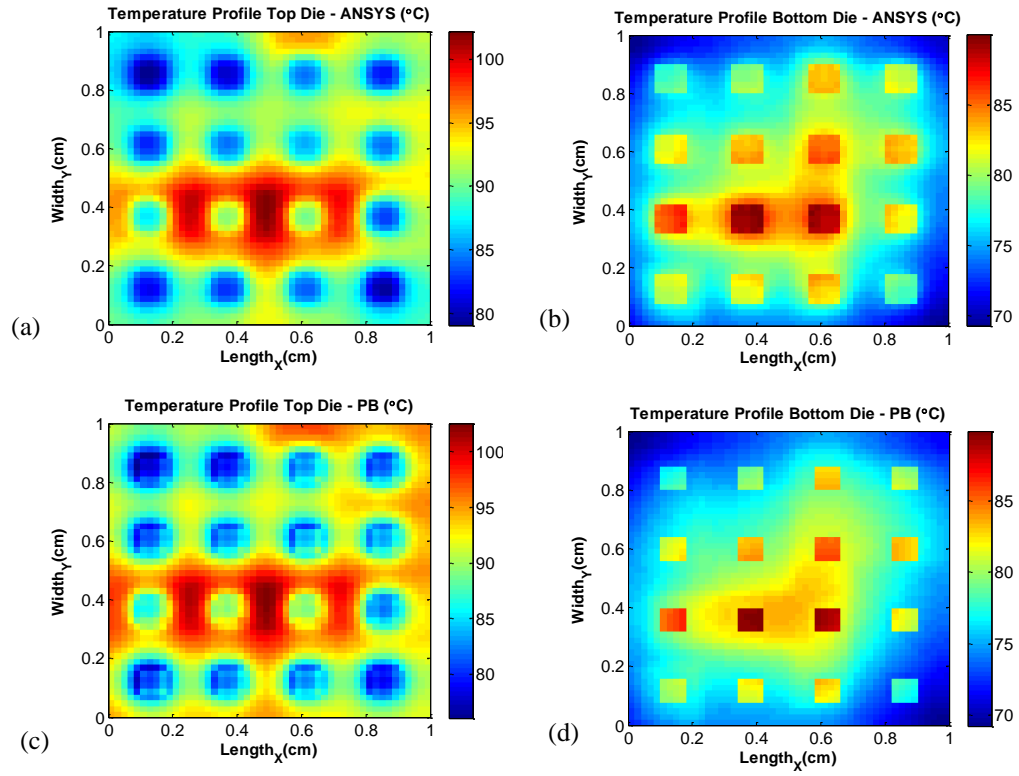 Temperature Profile Top Die - ANSYS (°C)
1
0.8
0.6
0.4
0.2
0
Width_Y(cm)
0 0.2 0.4 0.6 0.8 1
Length_X(cm)
100
95
90
85
80
(a)
Temperature Profile Bottom Die - ANSYS (°C)
1
0.8
0.6
0.4
0.2
0
Width_Y(cm)
0 0.2 0.4 0.6 0.8 1
Length_X(cm)
85
80
75
70
(b)
Temperature Profile Top Die - PB (°C)
1
0.8
0.6
0.4
0.2
0
Width_Y(cm)
0 0.2 0.4 0.6 0.8 1
Length_X(cm)
100
95
90
85
80
(c)
Temperature Profile Bottom Die - PB (°C)
1
0.8
0.6
0.4
0.2
0
Width_Y(cm)
0 0.2 0.4 0.6 0.8 1
Length_X(cm)
85
80
75
70
(d)